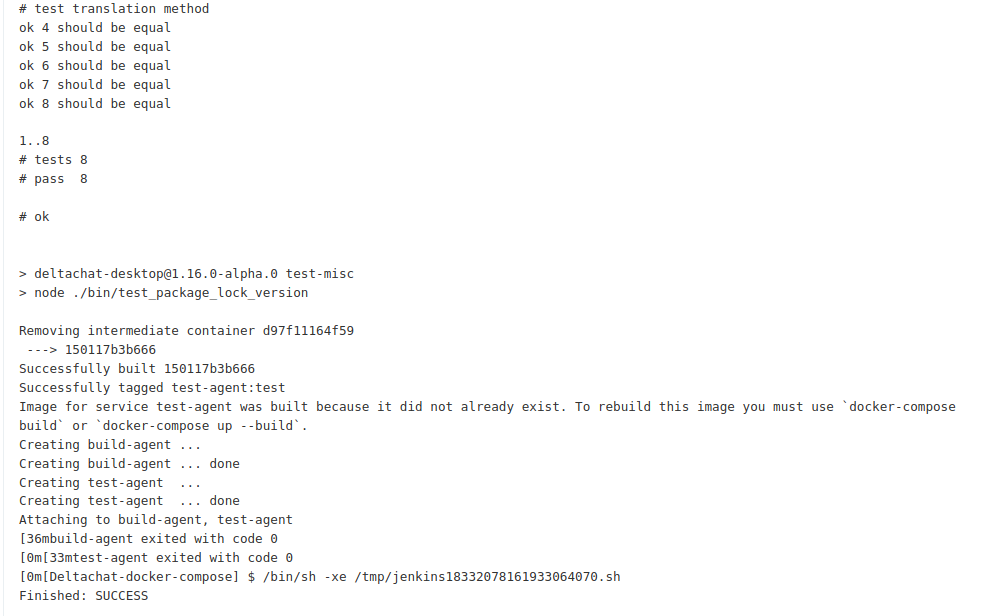 # test translation method
ok 4 should be equal
ok 5 should be equal
ok 6 should be equal
ok 7 should be equal
ok 8 should be equal
1..8
# tests 8
# pass  8
# ok
> deltachat-desktop@1.16.0-alpha.0 test-misc
> node ./bin/test_package_lock_version
Removing intermediate container d97f11164f59
 ---> 150117b3b666
Successfully built 150117b3b666
Successfully tagged test-agent:test
Image for service test-agent was built because it did not already exist. To rebuild this image you must use `docker-compose
build` or `docker-compose up --build`.
Creating build-agent ...
Creating build-agent ... done
Creating test-agent  ...
Creating test-agent  ... done
Attaching to build-agent, test-agent
[36mbuild-agent exited with code 0
[0m[33mtest-agent exited with code 0
[0m[Deltachat-docker-compose] $ /bin/sh -xe /tmp/jenkins18332078161933064070.sh
Finished: SUCCESS